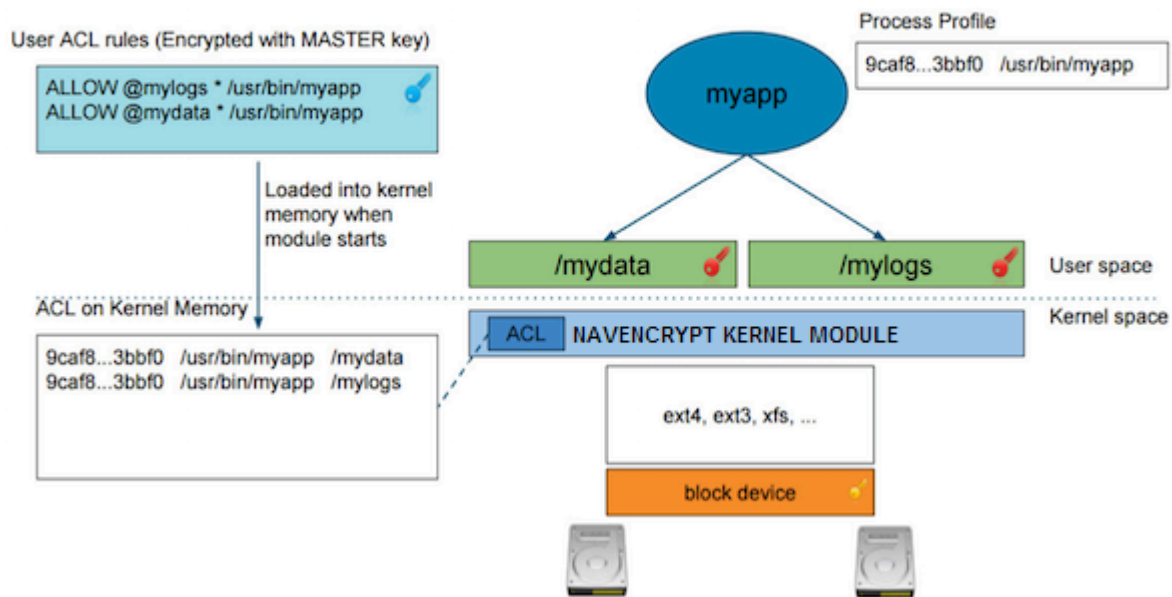 User ACL rules (Encrypted with MASTER key)
ALLOW @mylogs * /usr/bin/myapp
ALLOW @mydata * /usr/bin/myapp
Loaded into kernel
memory when
module starts
ACL on Kernel Memory
9caf8...3bbf0 /usr/bin/myapp /mydata
9caf8...3bbf0 /usr/bin/myapp /mylogs
Process Profile
9caf8...3bbf0 /usr/bin/myapp
myapp
/mydata
/mylogs
User space
Kernel space
ACL NAVENCRYPT KERNEL MODULE
ext4, ext3, xfs, ...
block device